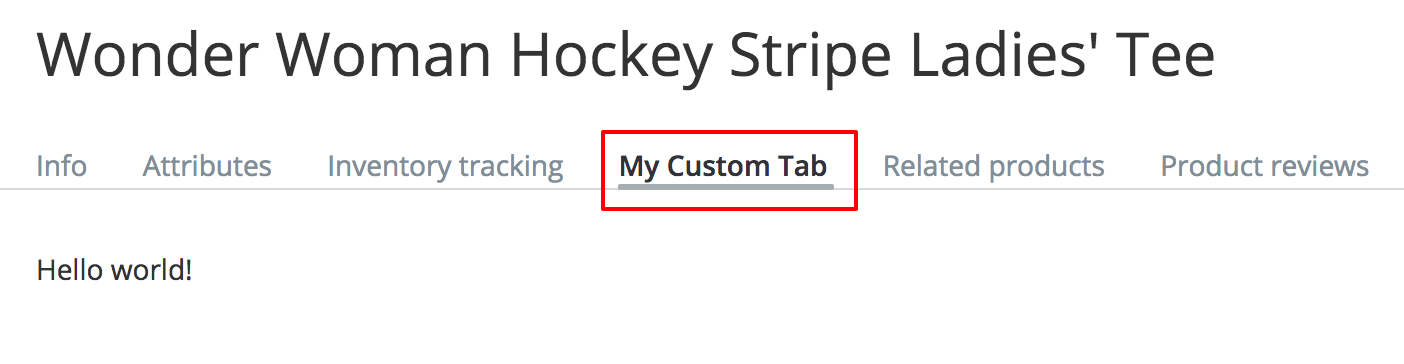 Wonder Woman Hockey Stripe Ladies' Tee
Info Attributes Inventory tracking My Custom Tab Related products Product reviews
Hello world!